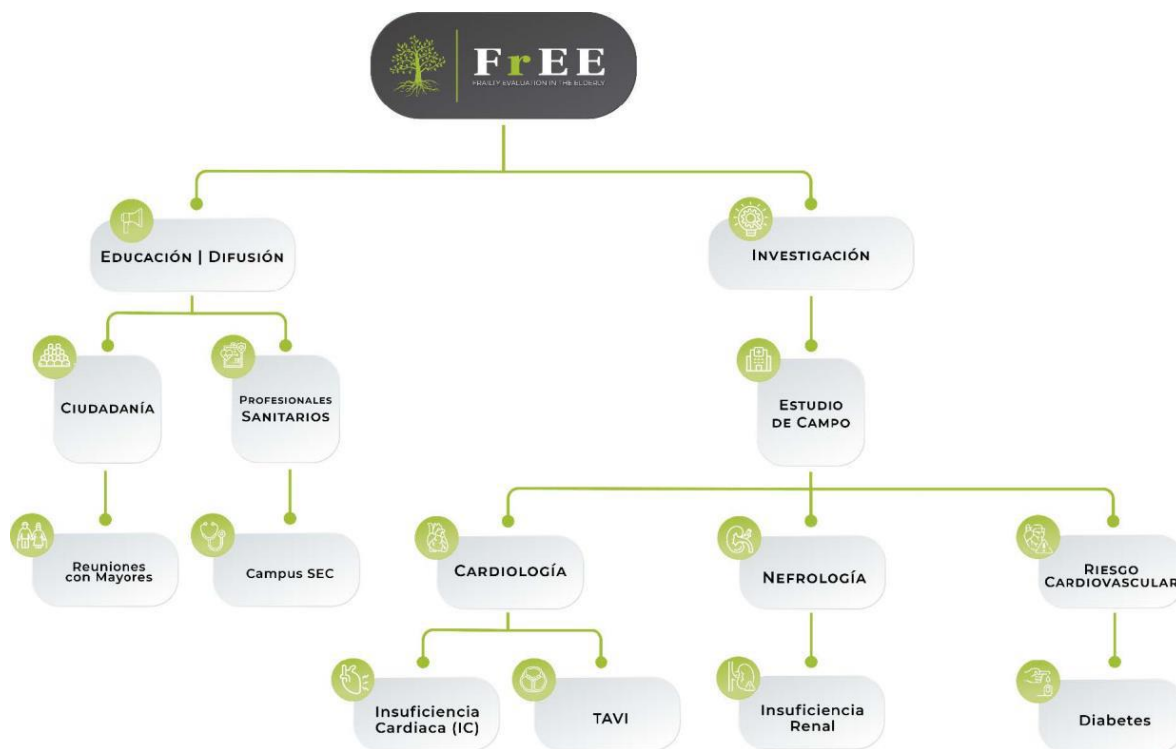 FrEE
FRAILTY EVALUATION IN THE ELDERLY
EDUCACIÓN | DIFUSIÓN
INVESTIGACIÓN
CIUDADANÍA
PROFESIONALES
SANITARIOS
ESTUDIO
DE CAMPO
Reuniones
con Mayores
Campus SEC
CARDIOLOGÍA
NEFROLOGÍA
RIESGO
CARDIOVASCULAR
Insuficiencia
Cardiaca (IC)
TAVI
Insuficiencia
Renal
Diabetes